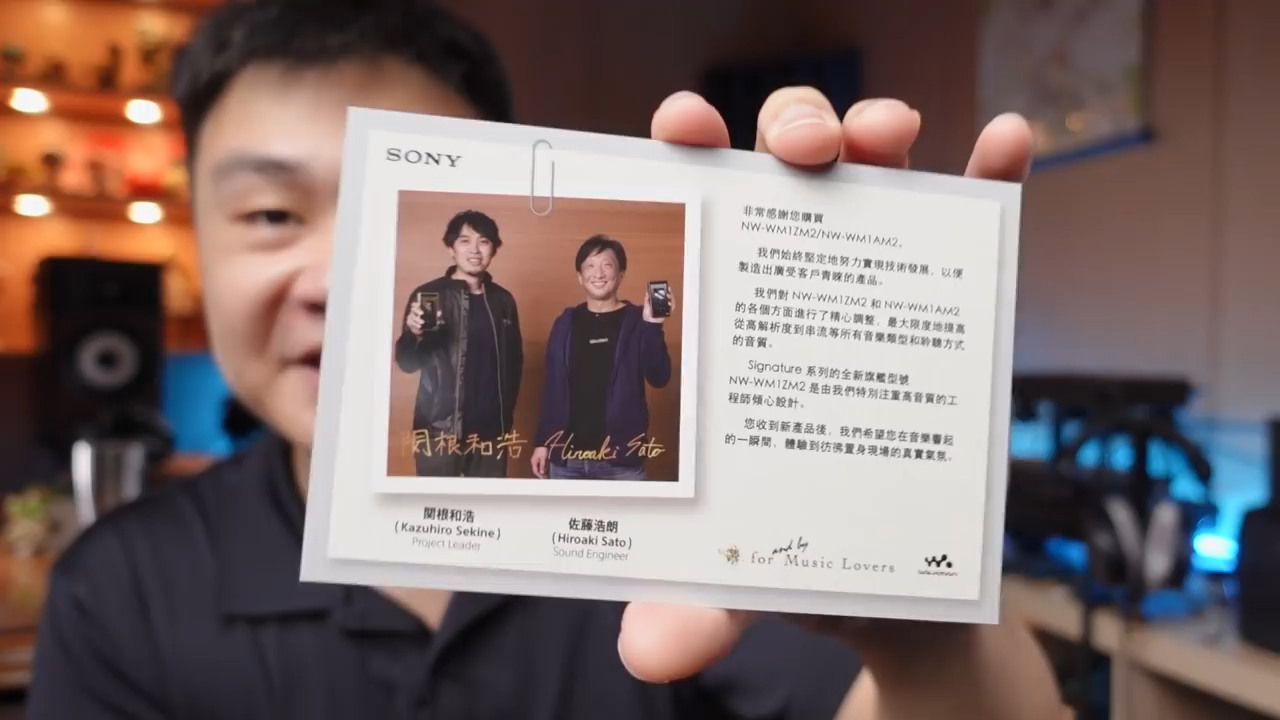 SONY
関根和浩 Hiroaki Sato
関根和浩
(Kazuhiro Sekine)
Project Leader
佐藤浩朗
(Hiroaki Sato)
Sound Engineer
非常感謝您購買
NW-WM1ZM2/NW-WM1AM2。
我們始終堅定地努力實現技術發展，以便
製造出廣受客戶青睞的產品。
我們對 NW-WM1ZM2 和 NW-WM1AM2
的各個方面進行了精心調整，最大限度地提高
從高解析度到串流等所有音樂類型和聆聽方式
的音質。
Signature 系列的全新旗艦型號
NW-WM1ZM2 是由我們特別注重高音質的工
程師傾心設計。
您收到新產品後，我們希望您在音樂響起
的一瞬間，體驗到彷彿置身現場的真實氣氛。
for and by Music Lovers
WALKMAN